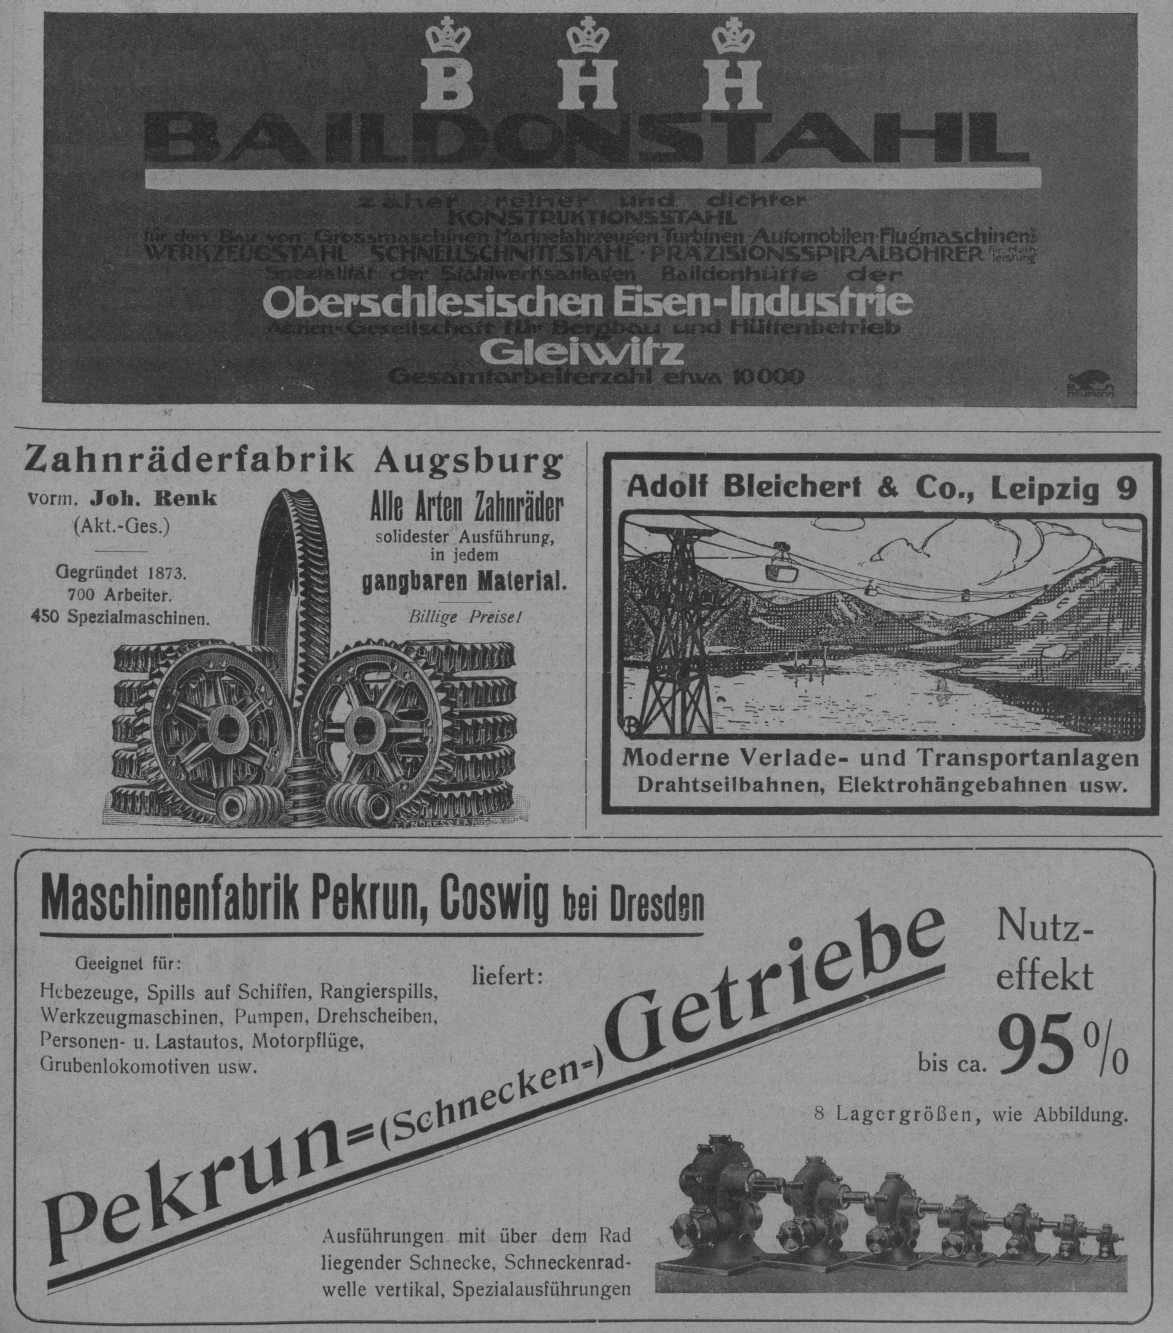 B H H
BAILDONSTAHL
zäher reiner und dichter
KONSTRUKTIONSSTAHL
für den Bau von Grossmaschinen Marinefahrzeugen Turbinen Automobilen Flugmaschinen
WERKZEUGSTAHL SCHNELLSCHNITTSTAHL · PRÄZISIONSSPIRALBOHRER
Spezialität der Stahlwerksanlagen Baildonhütte der
Oberschlesischen Eisen-Industrie
Actien-Gesellschaft für Bergbau und Hüttenbetrieb
Gleiwitz
Gesamtarbeiterzahl etwa 10000
Zahnräderfabrik Augsburg
vorm. Joh. Renk
(Akt.-Ges.)
Gegründet 1873.
700 Arbeiter.
450 Spezialmaschinen.
Alle Arten Zahnräder
solidester Ausführung,
in jedem
gangbaren Material.
Billige Preise!
Adolf Bleichert & Co., Leipzig 9
Moderne Verlade- und Transportanlagen
Drahtseilbahnen, Elektrohängebahnen usw.
Maschinenfabrik Pekrun, Coswig bei Dresden
Geeignet für:
Hebezeuge, Spills auf Schiffen, Rangierspills,
Werkzeugmaschinen, Pumpen, Drehscheiben,
Personen- u. Lastautos, Motorpflüge,
Grubenlokomotiven usw.
liefert:
Pekrun=(Schnecken=)Getriebe
Nutz-
effekt
bis ca. 95%
8 Lagergrößen, wie Abbildung.
Ausführungen mit über dem Rad
liegender Schnecke, Schneckenrad-
welle vertikal, Spezialausführungen